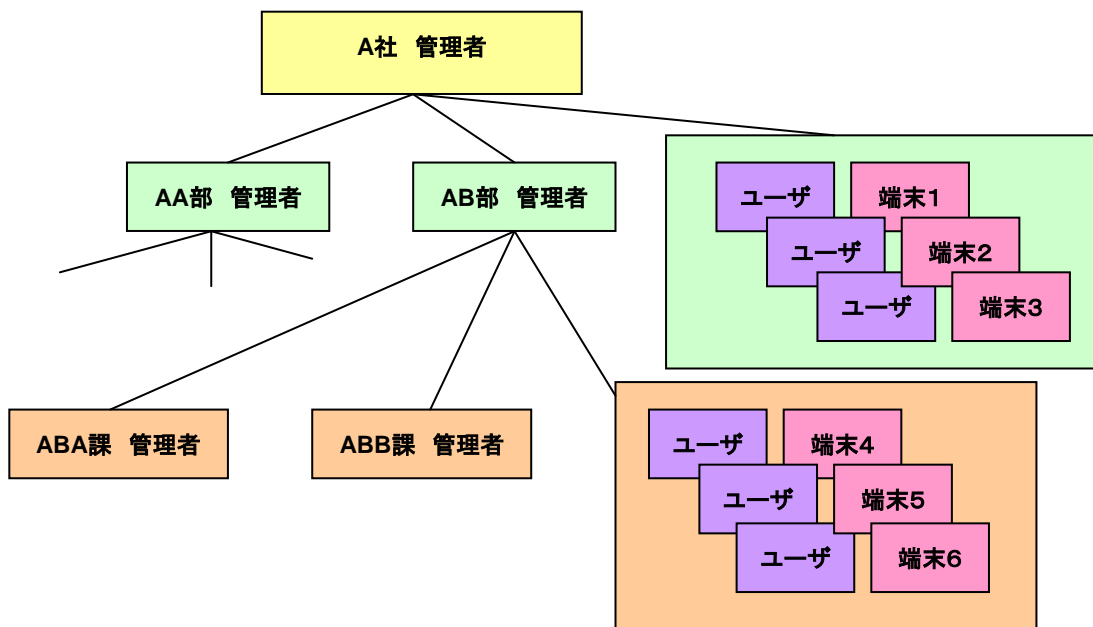 A社 管理者
AA部 管理者
AB部 管理者
ユーザ
端末1
ユーザ
端末2
ユーザ
端末3
ABA課 管理者
ABB課 管理者
ユーザ
端末4
ユーザ
端末5
ユーザ
端末6